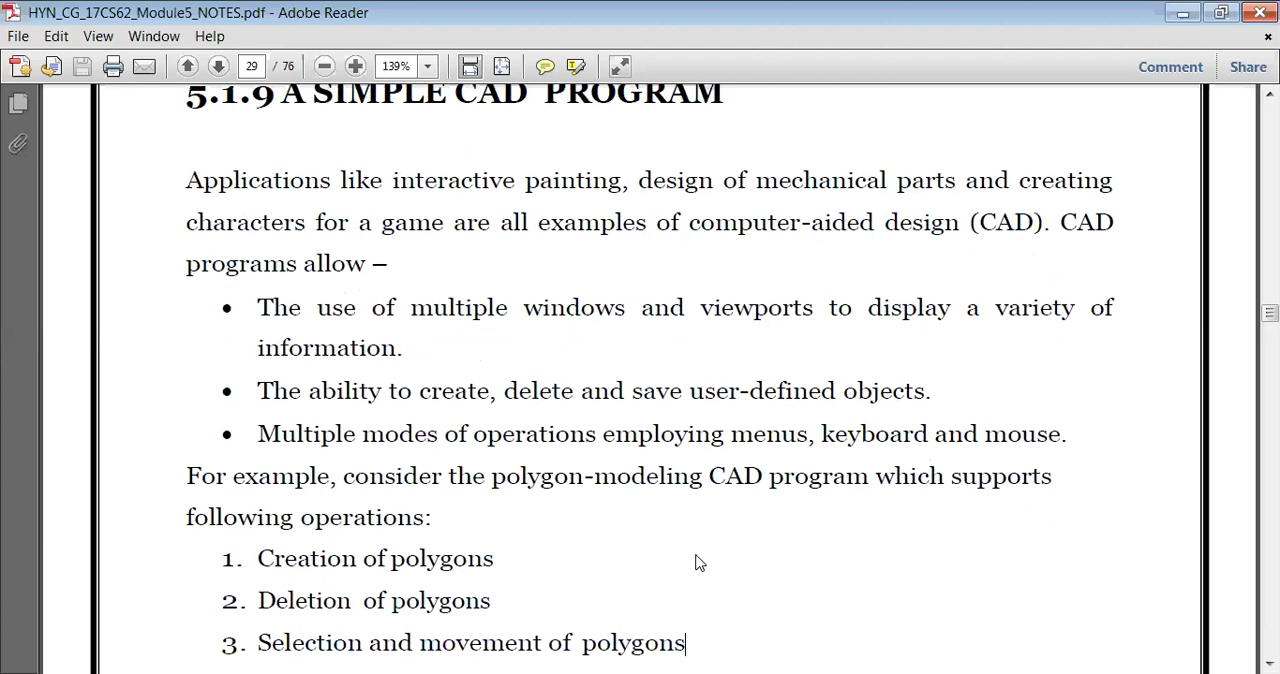 HYN_CG_17CS62_Module5_NOTES.pdf - Adobe Reader
File Edit View Window Help
29 / 76 139% Comment Share
5.1.9 A SIMPLE CAD PROGRAM
Applications like interactive painting, design of mechanical parts and creating
characters for a game are all examples of computer-aided design (CAD). CAD
programs allow –
• The use of multiple windows and viewports to display a variety of
information.
• The ability to create, delete and save user-defined objects.
• Multiple modes of operations employing menus, keyboard and mouse.
For example, consider the polygon-modeling CAD program which supports
following operations:
1. Creation of polygons
2. Deletion of polygons
3. Selection and movement of polygons